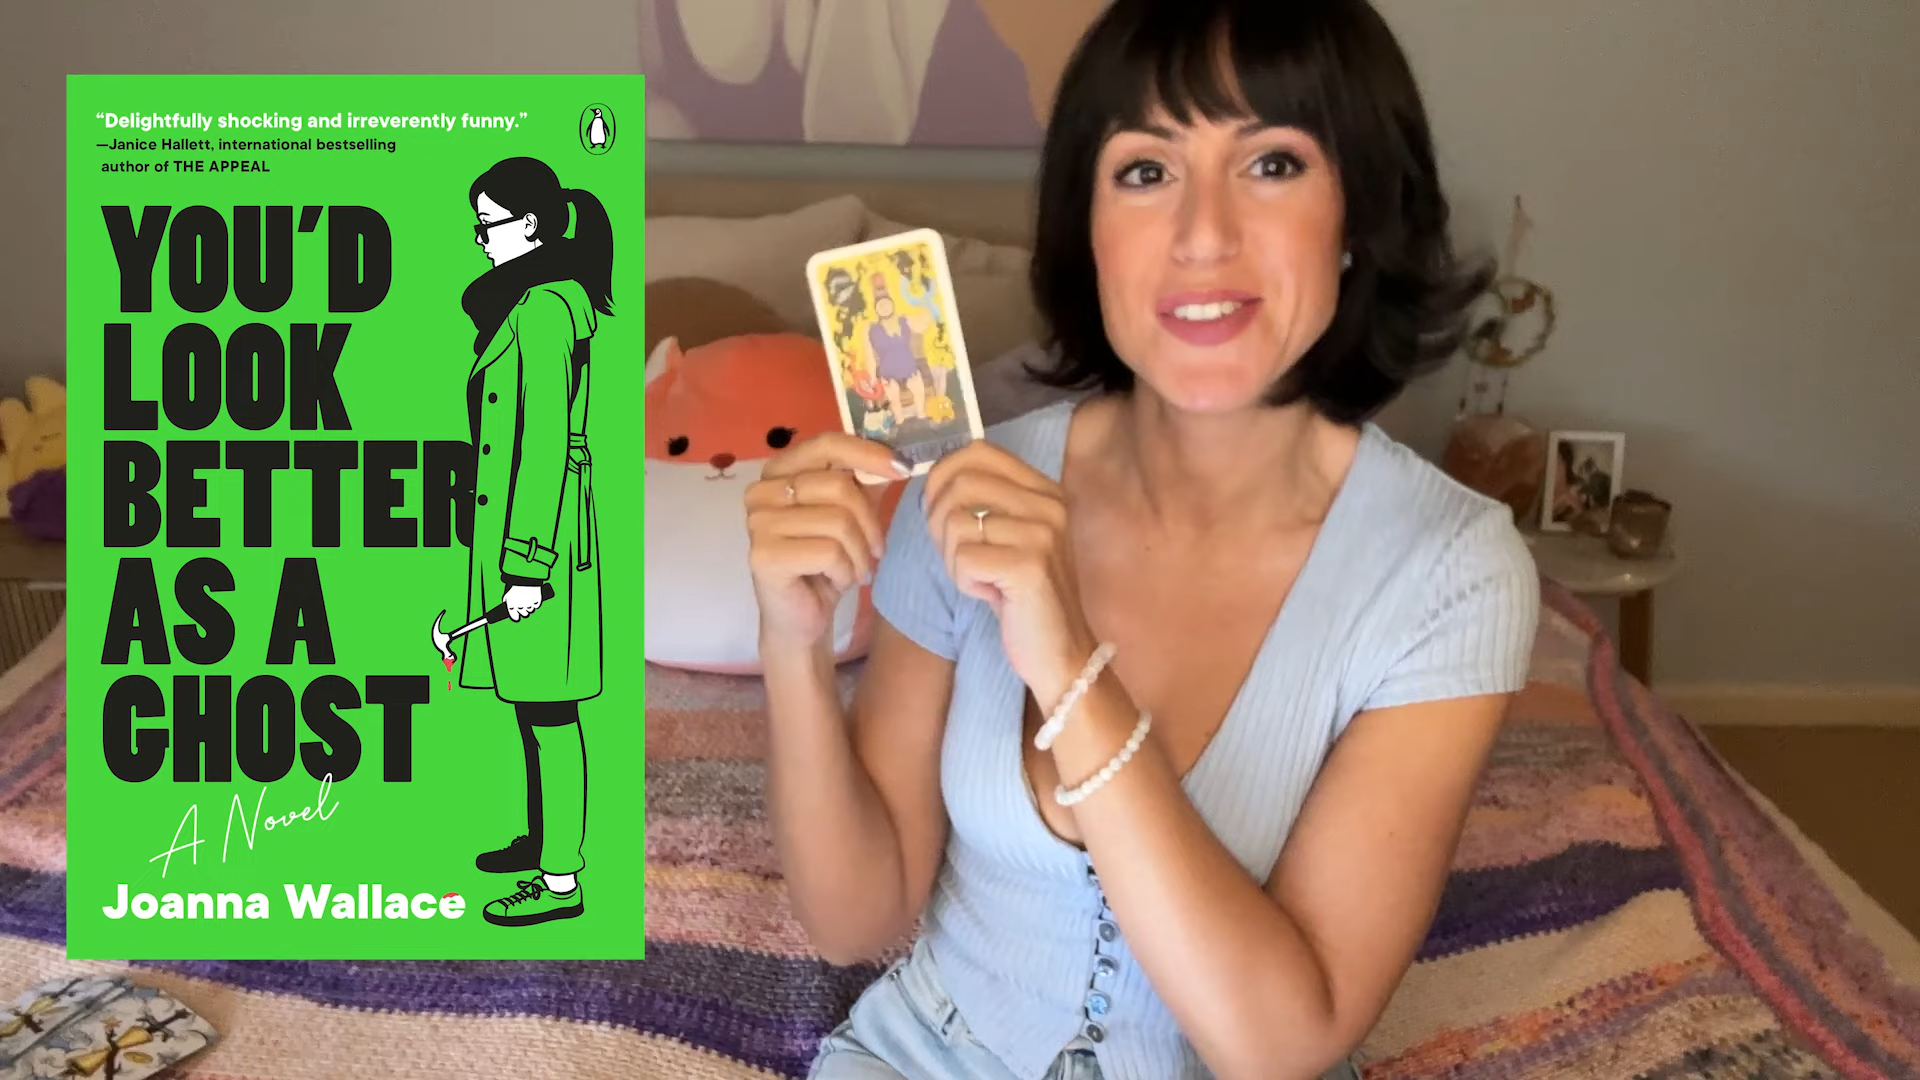 “Delightfully shocking and irreverently funny.”
—Janice Hallett, international bestselling
author of THE APPEAL
YOU’D
LOOK
BETTER
AS A
GHOST
A Novel
Joanna Wallace